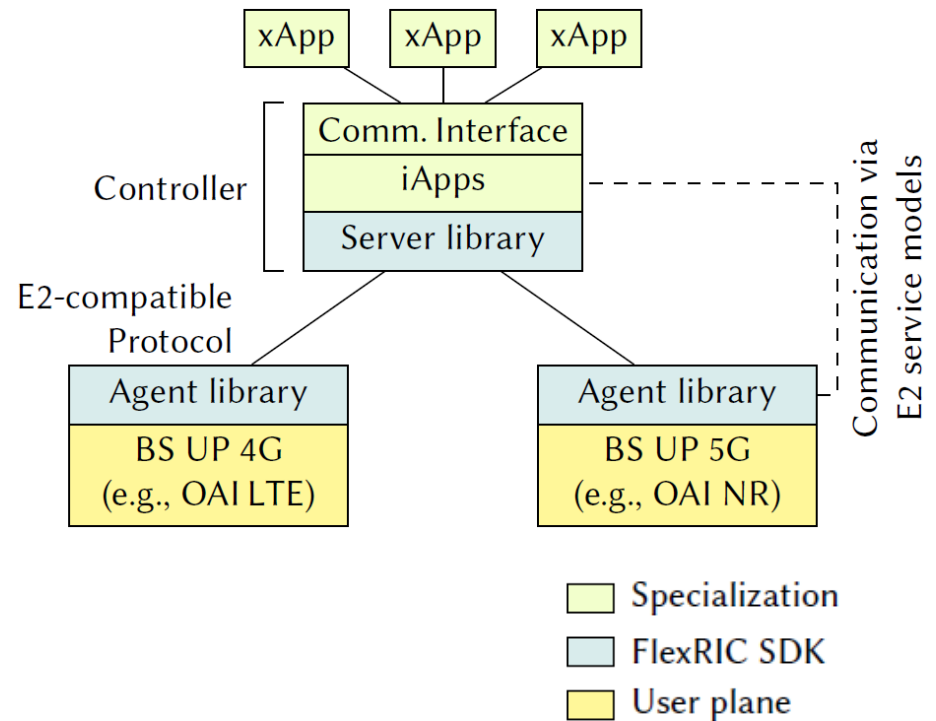 xApp
xApp
xApp
Comm. Interface
iApps
Server library
Controller
E2-compatible
Protocol
Communication via
E2 service models
Agent library
BS UP 4G
(e.g., OAI LTE)
Agent library
BS UP 5G
(e.g., OAI NR)
Specialization
FlexRIC SDK
User plane